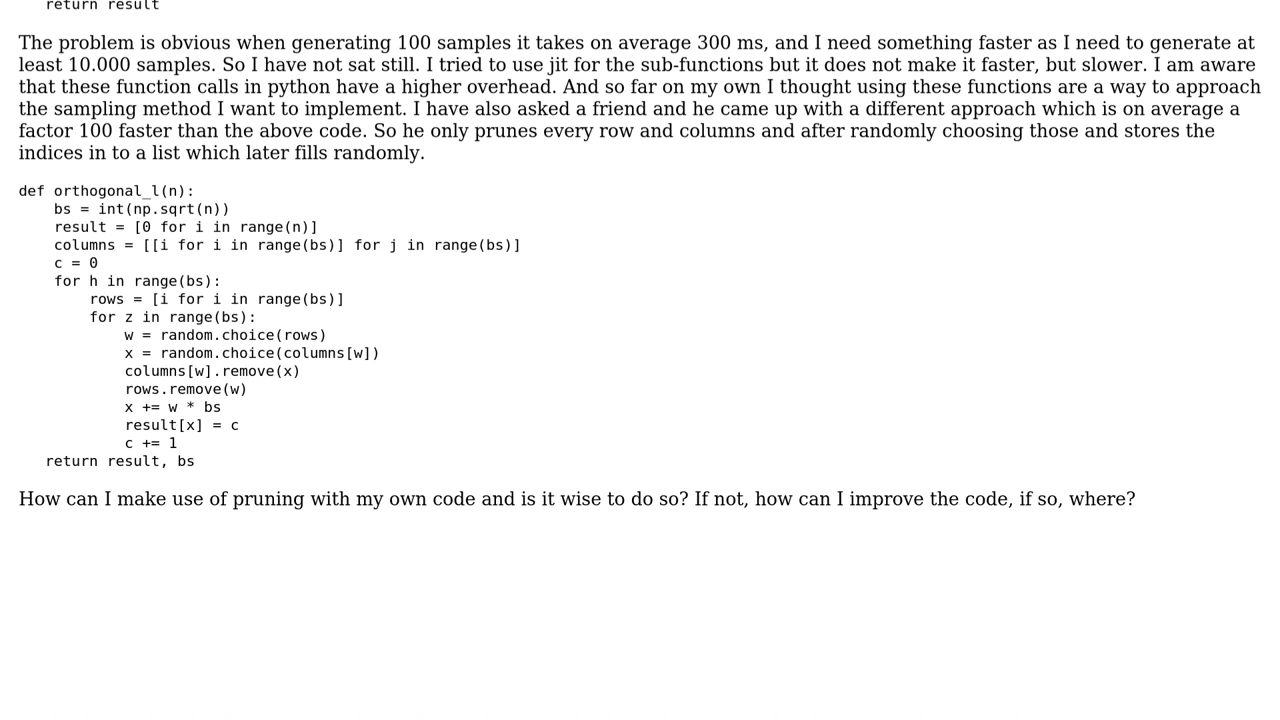 return result
The problem is obvious when generating 100 samples it takes on average 300 ms, and I need something faster as I need to generate at
least 10.000 samples. So I have not sat still. I tried to use jit for the sub-functions but it does not make it faster, but slower. I am aware
that these function calls in python have a higher overhead. And so far on my own I thought using these functions are a way to approach
the sampling method I want to implement. I have also asked a friend and he came up with a different approach which is on average a
factor 100 faster than the above code. So he only prunes every row and columns and after randomly choosing those and stores the
indices in to a list which later fills randomly.
def orthogonal_l(n):
    bs = int(np.sqrt(n))
    result = [0 for i in range(n)]
    columns = [[i for i in range(bs)] for j in range(bs)]
    c = 0
    for h in range(bs):
        rows = [i for i in range(bs)]
        for z in range(bs):
            w = random.choice(rows)
            x = random.choice(columns[w])
            columns[w].remove(x)
            rows.remove(w)
            x += w * bs
            result[x] = c
            c += 1
   return result, bs
How can I make use of pruning with my own code and is it wise to do so? If not, how can I improve the code, if so, where?